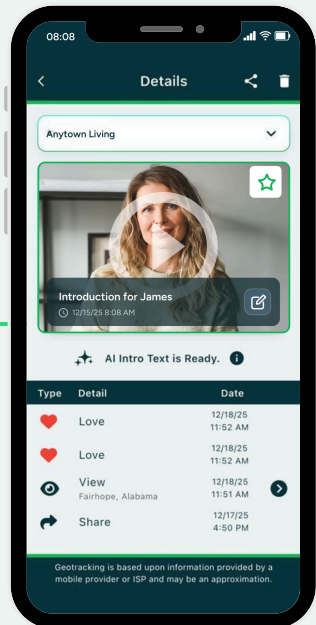 08:08
Details
Anytown Living
Introduction for James
12/15/25 8:08 AM
AI Intro Text is Ready.
Type Detail Date
Love 12/18/25
11:52 AM
Love 12/18/25
11:52 AM
View 12/18/25
Fairhope, Alabama 11:51 AM
Share 12/17/25
4:50 PM
Geotracking is based upon information provided by a
mobile provider or ISP and may be an approximation.